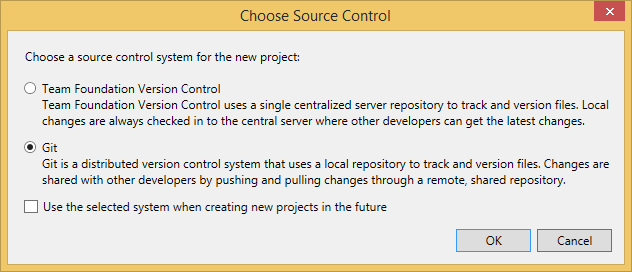 Choose Source Control
Choose a source control system for the new project:
Team Foundation Version Control
Team Foundation Version Control uses a single centralized server repository to track and version files. Local
changes are always checked in to the central server where other developers can get the latest changes.
Git
Git is a distributed version control system that uses a local repository to track and version files. Changes are
shared with other developers by pushing and pulling changes through a remote, shared repository.
Use the selected system when creating new projects in the future
OK Cancel